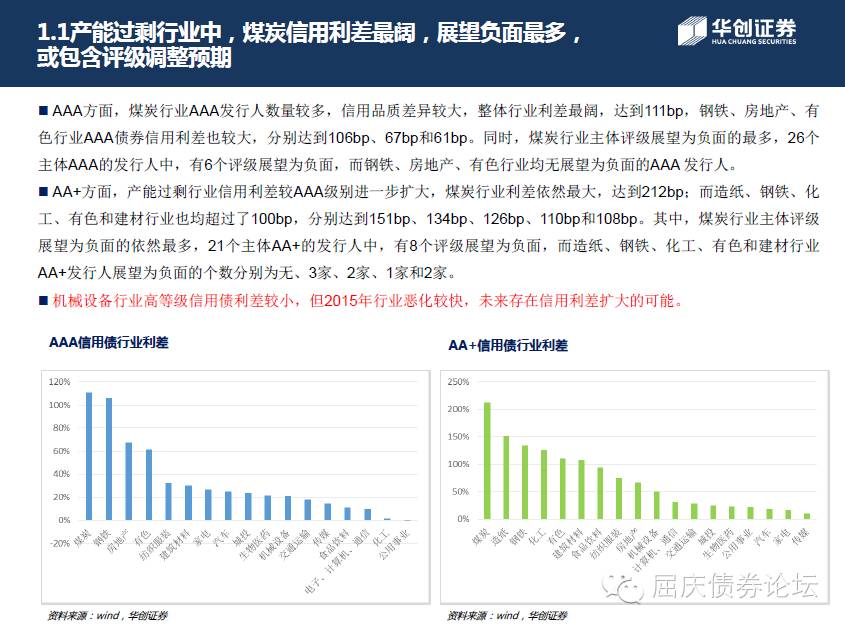 1.1产能过剩行业中，煤炭信用利差最阔，展望负面最多，
或包含评级调整预期
华创证券
HUA CHUANG SECURITIES
■ AAA方面，煤炭行业AAA发行人数量较多，信用品质差异较大，整体行业利差最阔，达到111bp，钢铁、房地产、有
色行业AAA债券信用利差也较大，分别达到106bp、67bp和61bp。同时，煤炭行业主体评级展望为负面的最多，26个
主体AAA的发行人中，有6个评级展望为负面，而钢铁、房地产、有色行业均无展望为负面的AAA 发行人。
■ AA+方面，产能过剩行业信用利差较AAA级别进一步扩大，煤炭行业利差依然最大，达到212bp；而造纸、钢铁、化
工、有色和建材行业也均超过了100bp，分别达到151bp、134bp、126bp、110bp和108bp。其中，煤炭行业主体评级
展望为负面的依然最多，21个主体AA+的发行人中，有8个评级展望为负面，而造纸、钢铁、化工、有色和建材行业
AA+发行人展望为负面的个数分别为无、3家、2家、1家和2家。
■ 机械设备行业高等级信用债利差较小，但2015年行业恶化较快，未来存在信用利差扩大的可能。
AAA信用债行业利差
120%
100%
80%
60%
40%
20%
0%
-20%
煤炭
钢铁
房地产
有色
纺织服装
建筑材料
家电
汽车
城投
生物医药
机械设备
交通运输
传媒
食品饮料
电子、计算机、通信
化工
公用事业
资料来源：wind，华创证券
AA+信用债行业利差
250%
200%
150%
100%
50%
0%
煤炭
造纸
钢铁
化工
有色
建筑材料
食品饮料
纺织服装
房地产
机械设备
计算机、通信
交通运输
城投
生物医药
公用事业
汽车
家电
传媒
资料来源：wind，华创证券
屈庆债券论坛